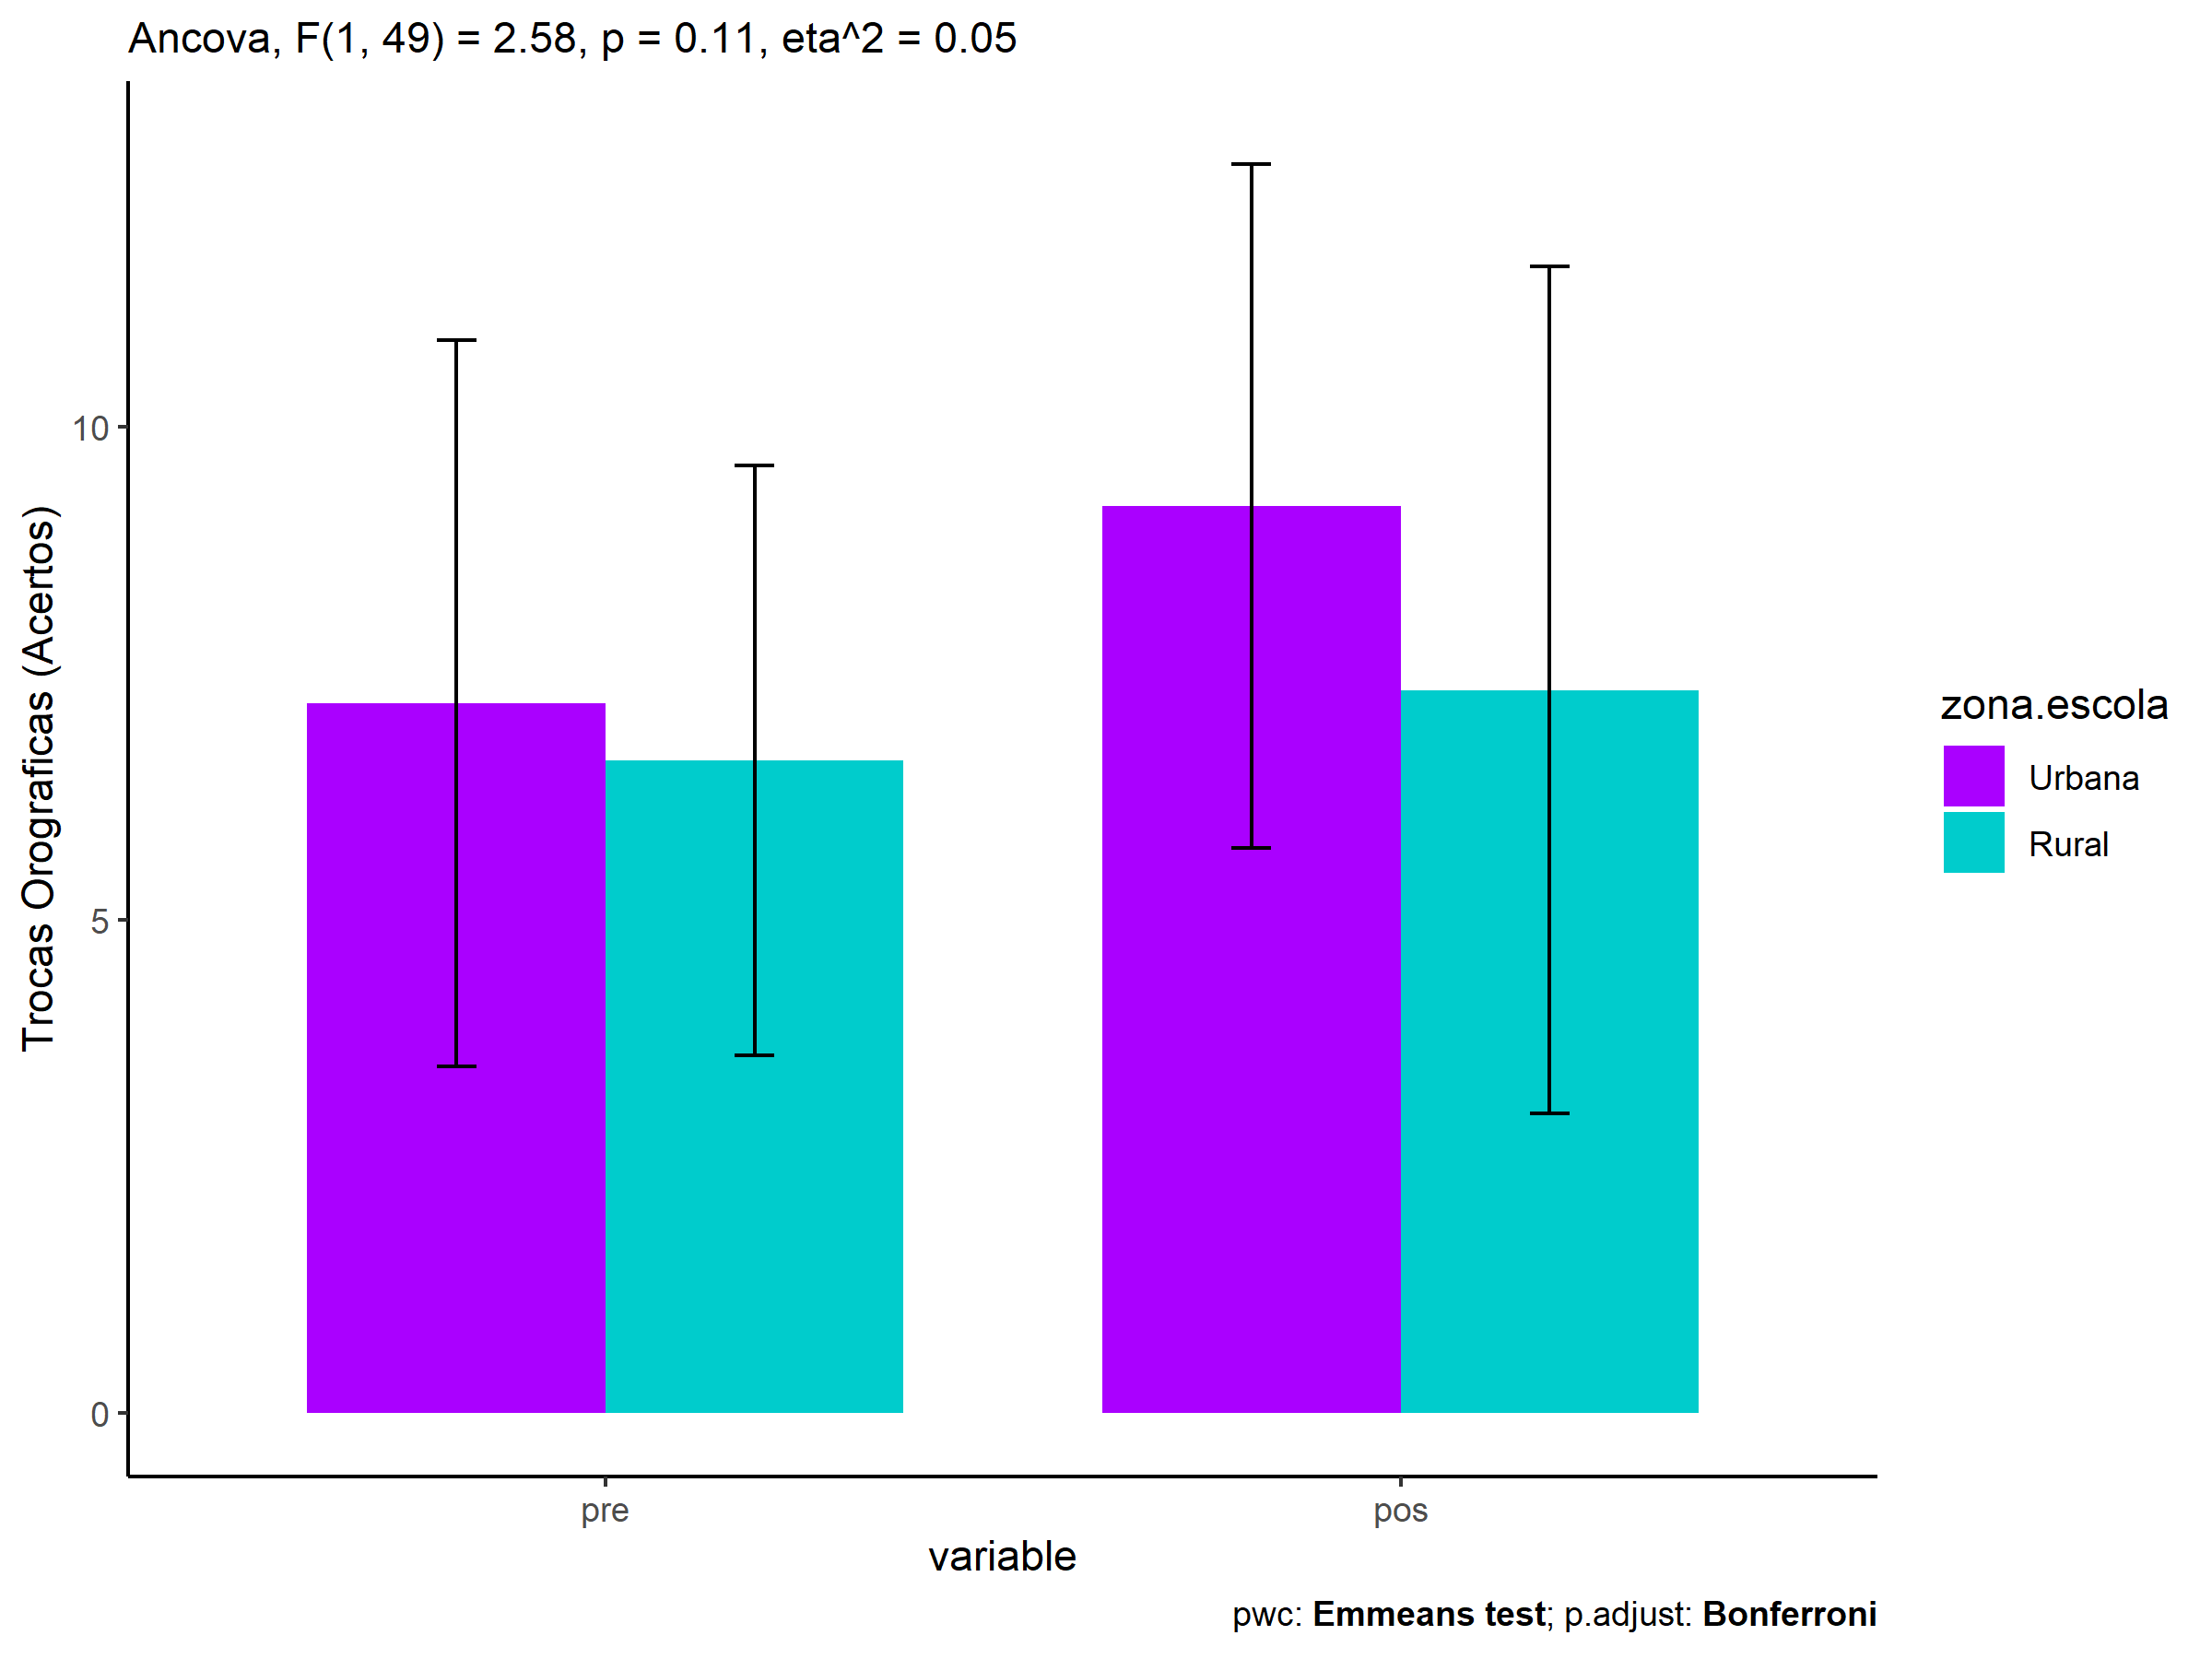 Ancova, F(1, 49) = 2.58, p = 0.11, eta^2 = 0.05
Trocas Orograficas (Acertos)
10
5
0
pre
pos
variable
zona.escola
Urbana
Rural
pwc: Emmeans test; p.adjust: Bonferroni